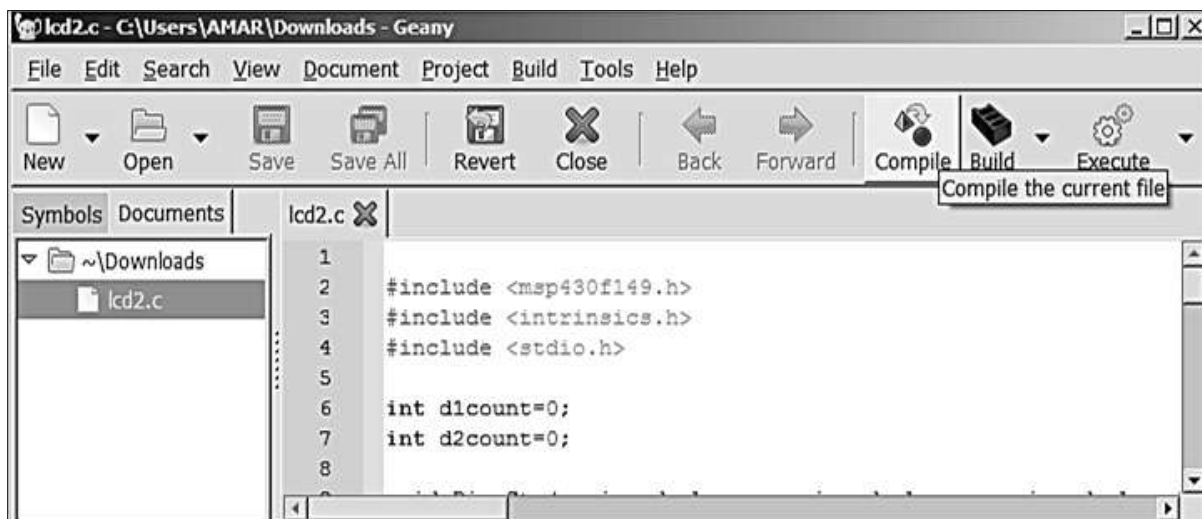 lcd2.c - C:\Users\AMAR\Downloads - Geany
File Edit Search View Document Project Build Tools Help
New Open Save Save All Revert Close Back Forward Compile Build Execute
Compile the current file
Symbols Documents lcd2.c
~\Downloads
lcd2.c
1
2 #include <msp430f149.h>
3 #include <intrinsics.h>
4 #include <stdio.h>
5
6 int d1count=0;
7 int d2count=0;
8